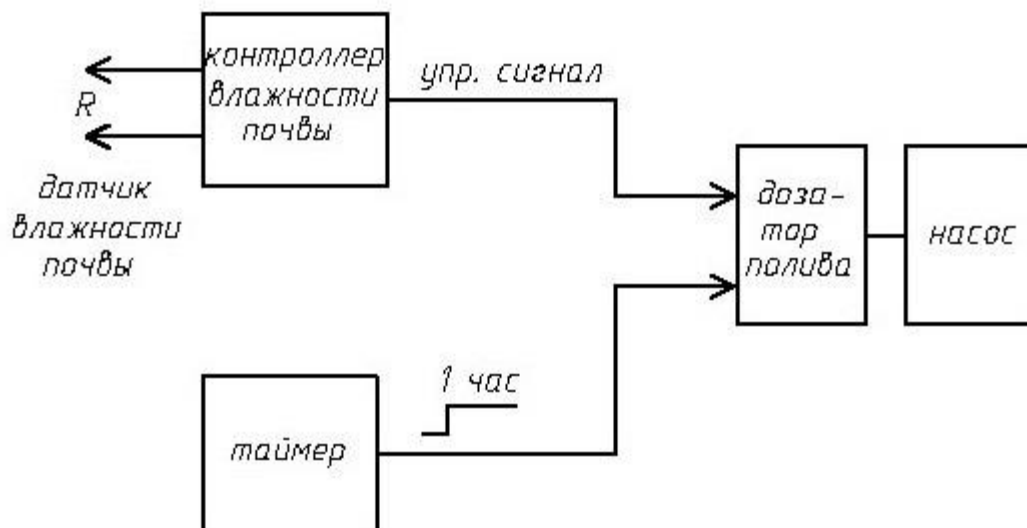 контроллер
влажности
почвы
упр. сигнал
R
датчик
влажности
почвы
доза-
тор
полива
насос
1 час
таймер